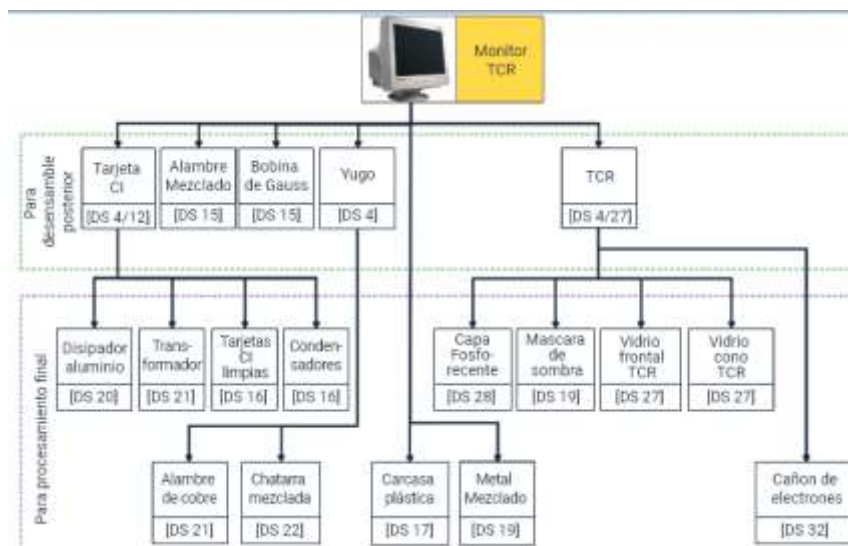 Monitor
TCR
Para
desensamble
posterior
Tarjeta
CI
[DS 4/12]
Alambre
Mezclado
[DS 15]
Bobina
de Gauss
[DS 15]
Yugo
[DS 4]
TCR
[DS 4/27]
Para procesamiento final
Disipador
aluminio
[DS 20]
Trans-
formador
[DS 21]
Tarjetas
CI
limpias
[DS 16]
Conden-
sadores
[DS 16]
Capa
Fosfo-
recente
[DS 28]
Mascara
de
sombra
[DS 19]
Vidrio
frontal
TCR
[DS 27]
Vidrio
cono
TCR
[DS 27]
Alambre
de cobre
[DS 21]
Chatarra
mezclada
[DS 22]
Carcasa
plástica
[DS 17]
Metal
Mezclado
[DS 19]
Cañon de
electrones
[DS 32]